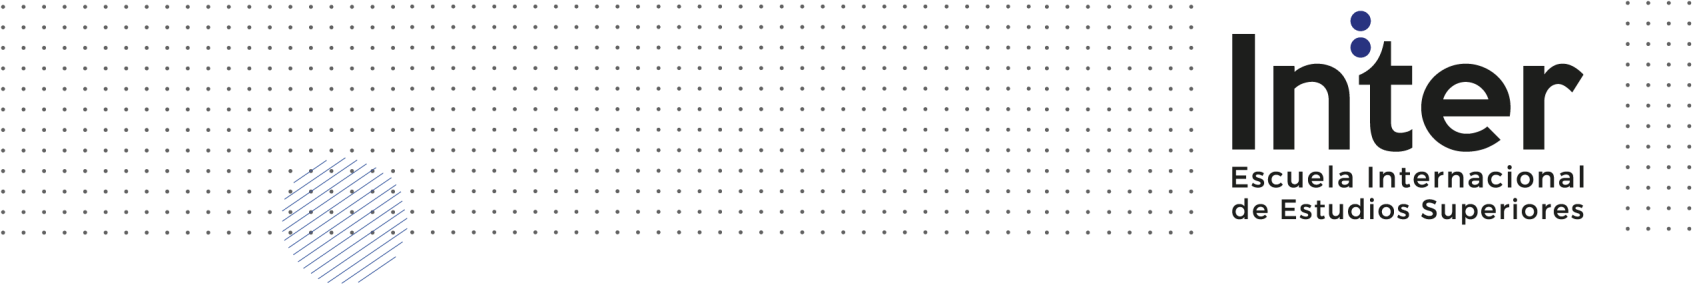 Inter
Escuela Internacional
de Estudios Superiores